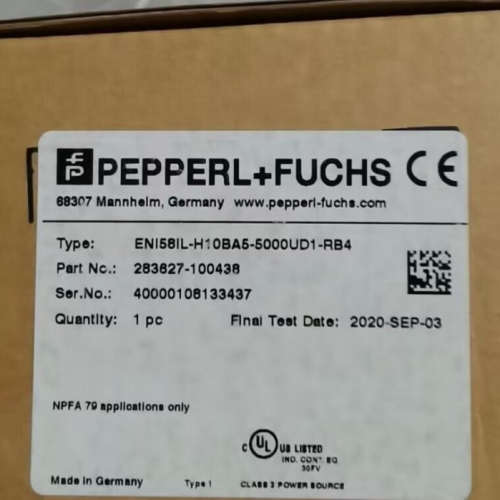 PEPPERL+FUCHS CE
68307 Mannheim, Germany www.pepperl-fuchs.com
Type: ENI58IL-H10BA5-5000UD1-RB4
Part No.: 283627-100438
Ser.No.: 40000108133437
Quantity: 1 pc Final Test Date: 2020-SEP-03
NPFA 79 applications only
c UL US LISTED
IND. CONT. EQ.
30FV
Made in Germany Type 1 CLASS 2 POWER SOURCE